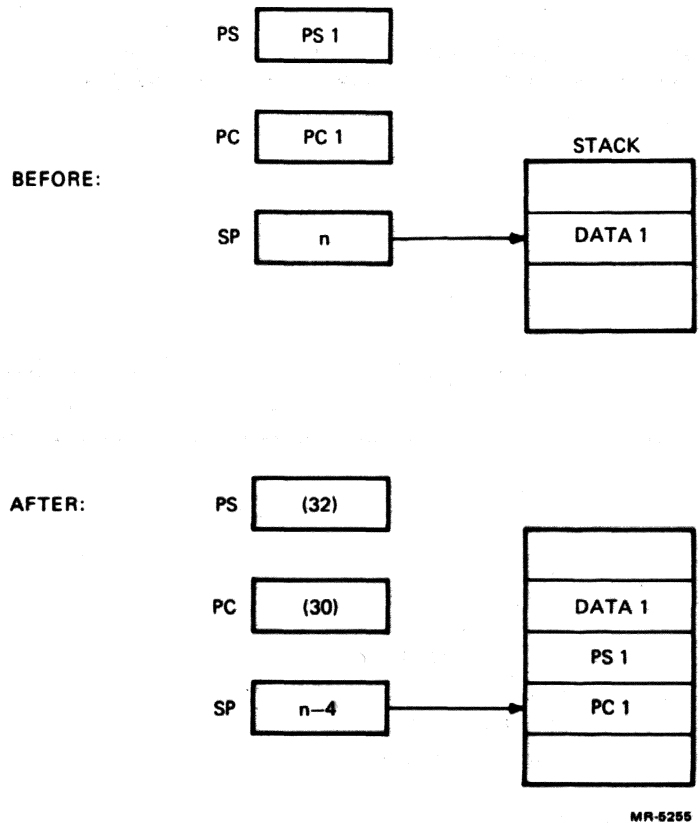 PS PS 1
PC PC 1
STACK
BEFORE:
SP n DATA 1
AFTER: PS (32)
PC (30) DATA 1
PS 1
SP n–4 PC 1
MR-5255